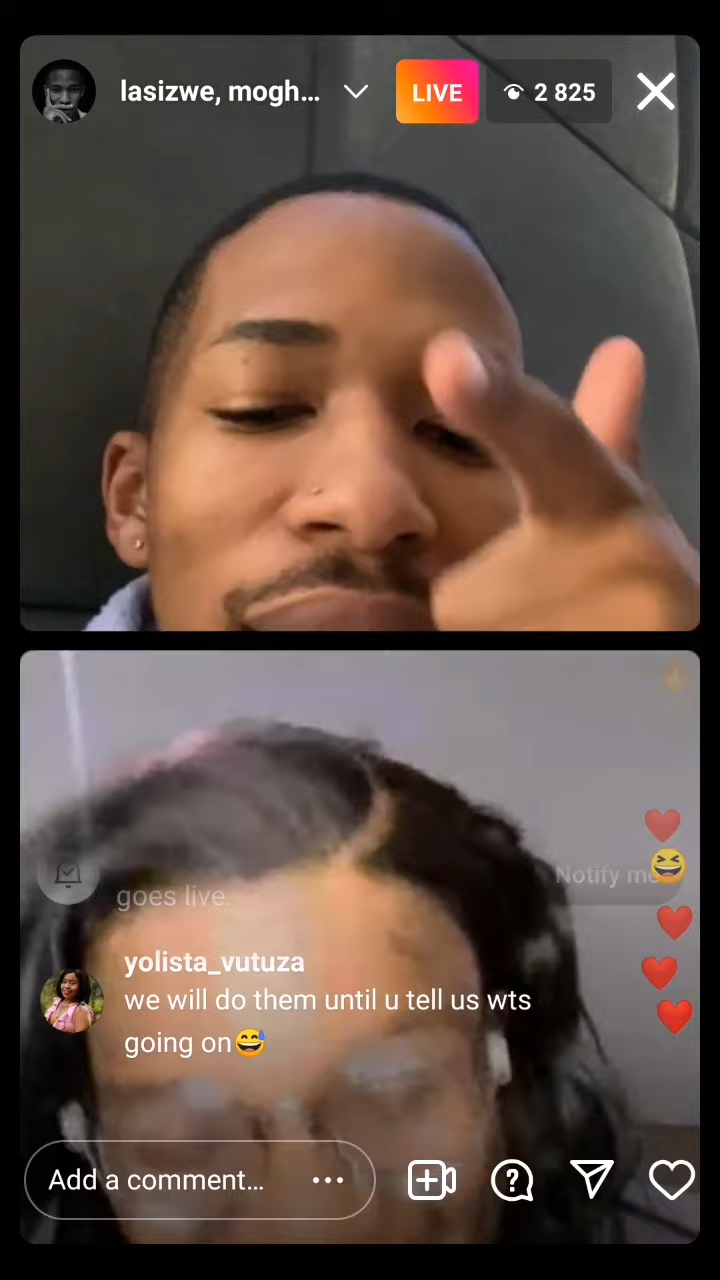 lasizwe, mogh... LIVE 2 825
Notify me
goes live.
yolista_vutuza
we will do them until u tell us wts
going on😅
Add a comment...